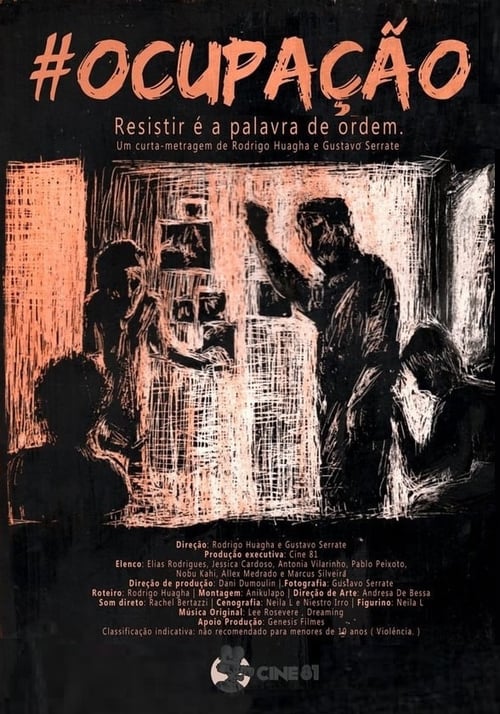 #OCUPAÇÃO
Resistir é a palavra de ordem.
Um curta-metragem de Rodrigo Huagha e Gustavo Serrate
Direção: Rodrigo Huagha e Gustavo Serrate
Produção executiva: Cine 81
Elenco: Elias Rodrigues, Jessica Cardoso, Antonia Vilarinho, Pablo Peixoto,
Nobu Kahi, Allex Medrado e Marcus Silveira
Direção de produção: Dani Dumoulin | Fotografia: Gustavo Serrate
Roteiro: Rodrigo Huagha | Montagem: Anikulapo | Direção de Arte: Andresa De Bessa
Som direto: Rachel Bertazzi | Cenografia: Neila L e Niestro Irro | Figurino: Neila L
Música Original: Lee Rosevere , Dreaming
Apoio Produção: Genesis Filmes
Classificação indicativa: não recomendado para menores de 10 anos ( Violência. )
CINE 81